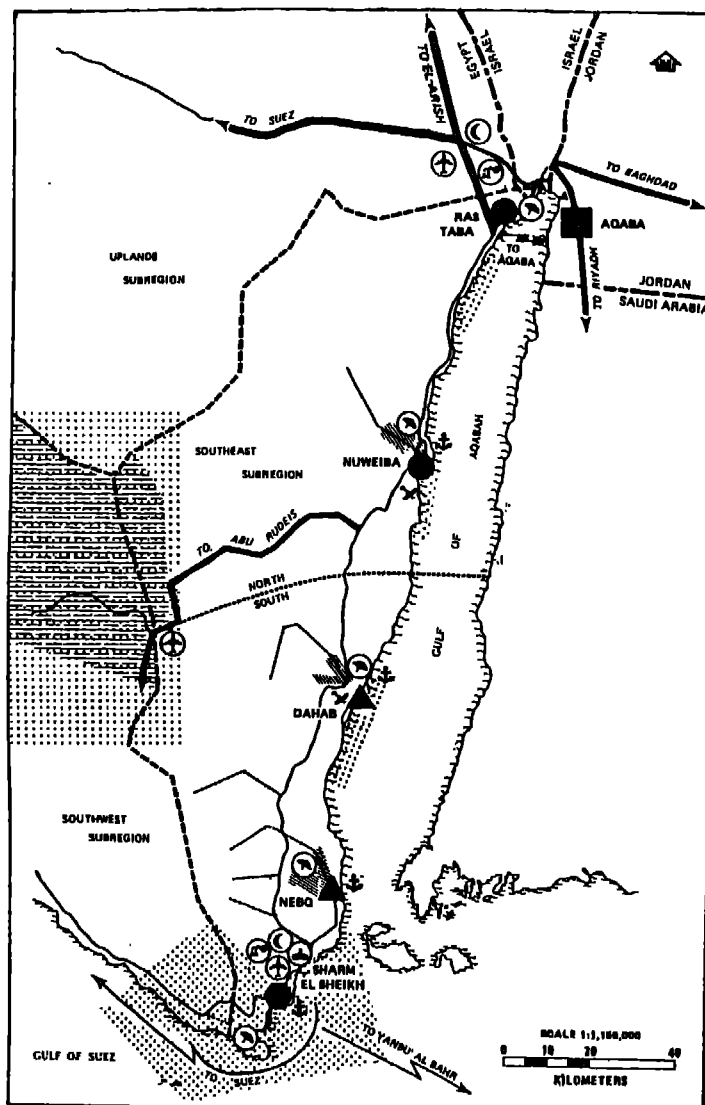 TO EL-ARISH
EGYPT
ISRAEL
ISRAEL
JORDAN
TO SUEZ
TO BAGHDAD
RAS
TABA
AQABA
TO
AQABA
TO RIYADH
UPLANDS
SUBREGION
JORDAN
SAUDI ARABIA
SOUTHEAST
SUBREGION
NUWEIBA
AQABAH
OF
GULF
TO ABU RUDEIS
NORTH
SOUTH
DAHAB
SOUTHWEST
SUBREGION
NEBQ
SHARM
EL SHEIKH
GULF OF SUEZ
TO SUEZ
TO YANBU' AL BAHR
SCALE 1:1,150,000
0 10 20 40
KILOMETERS